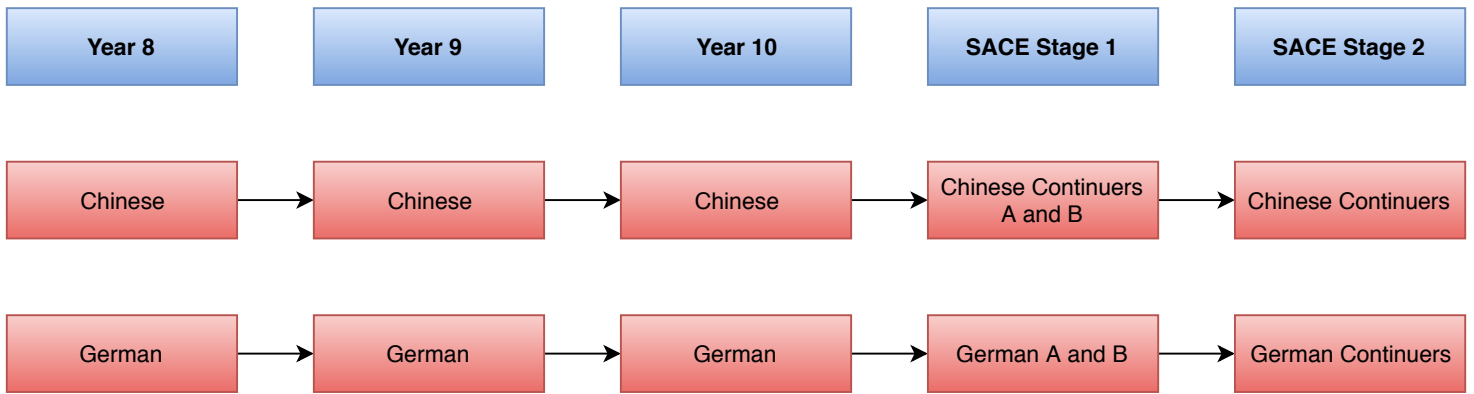 Year 8
Year 9
Year 10
SACE Stage 1
SACE Stage 2
Chinese
Chinese
Chinese
Chinese Continuers
A and B
Chinese Continuers
German
German
German
German A and B
German Continuers